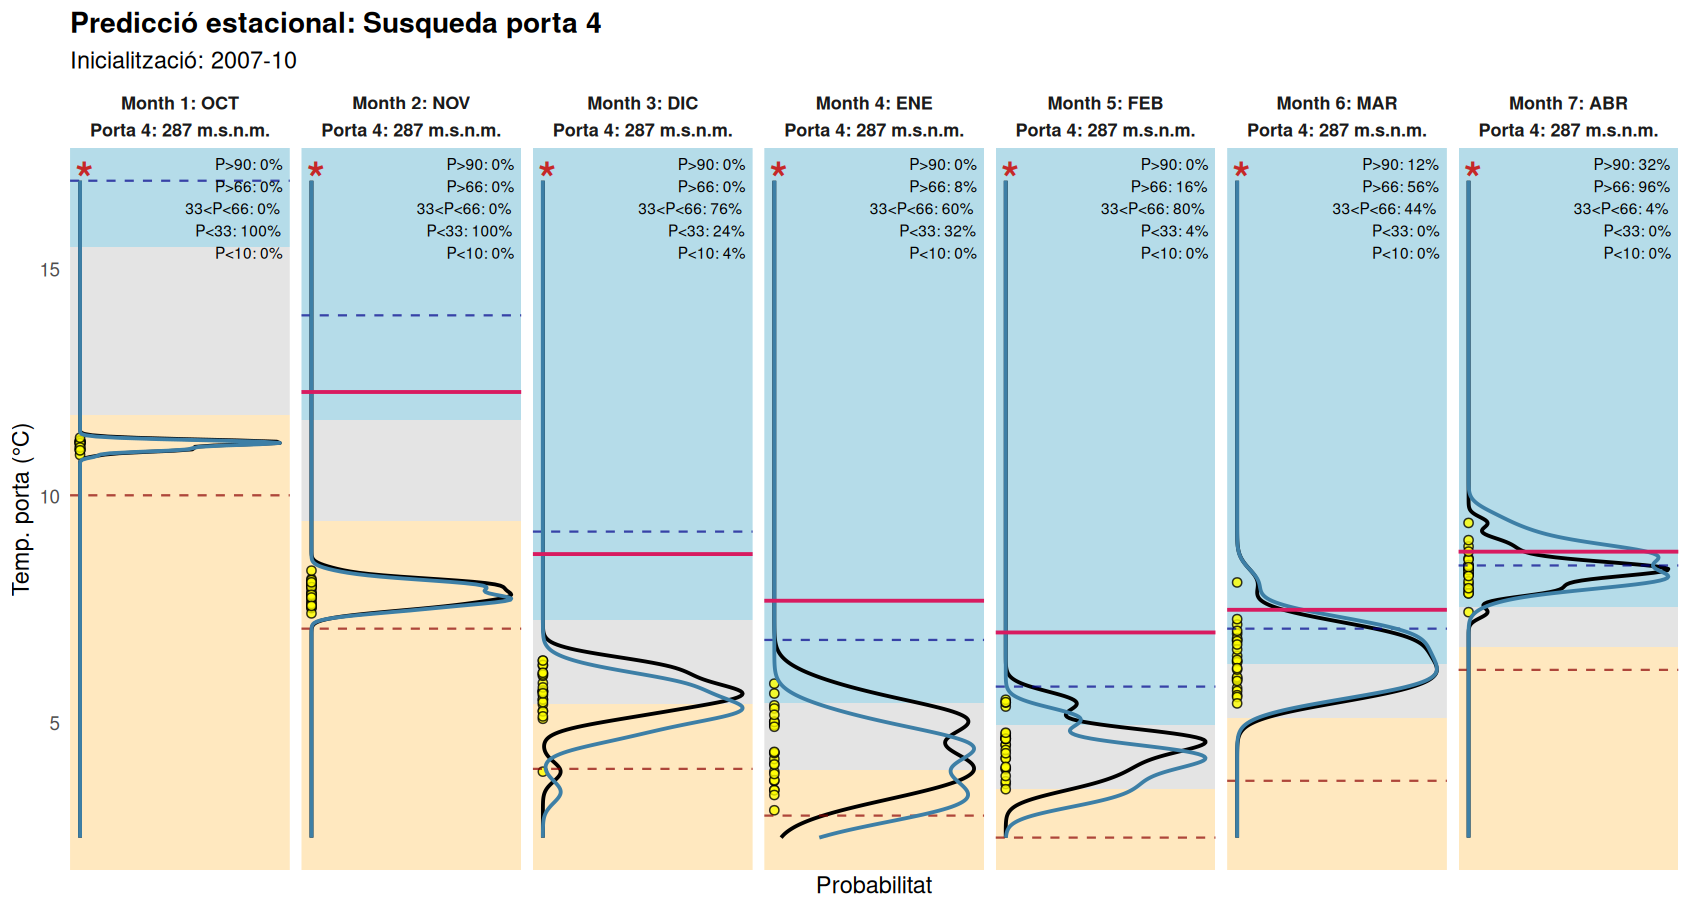 Predicció estacional: Susqueda porta 4
Inicialització: 2007-10
Month 1: OCT
Porta 4: 287 m.s.n.m.
Month 2: NOV
Porta 4: 287 m.s.n.m.
Month 3: DIC
Porta 4: 287 m.s.n.m.
Month 4: ENE
Porta 4: 287 m.s.n.m.
Month 5: FEB
Porta 4: 287 m.s.n.m.
Month 6: MAR
Porta 4: 287 m.s.n.m.
Month 7: ABR
Porta 4: 287 m.s.n.m.
*
P>90: 0%
P>66: 0%
33<P<66: 0%
P<33: 100%
P<10: 0%
*
P>90: 0%
P>66: 0%
33<P<66: 0%
P<33: 100%
P<10: 0%
*
P>90: 0%
P>66: 0%
33<P<66: 76%
P<33: 24%
P<10: 4%
*
P>90: 0%
P>66: 8%
33<P<66: 60%
P<33: 32%
P<10: 0%
*
P>90: 0%
P>66: 16%
33<P<66: 80%
P<33: 4%
P<10: 0%
*
P>90: 12%
P>66: 56%
33<P<66: 44%
P<33: 0%
P<10: 0%
*
P>90: 32%
P>66: 96%
33<P<66: 4%
P<33: 0%
P<10: 0%
15
10
5
Temp. porta (°C)
Probabilitat